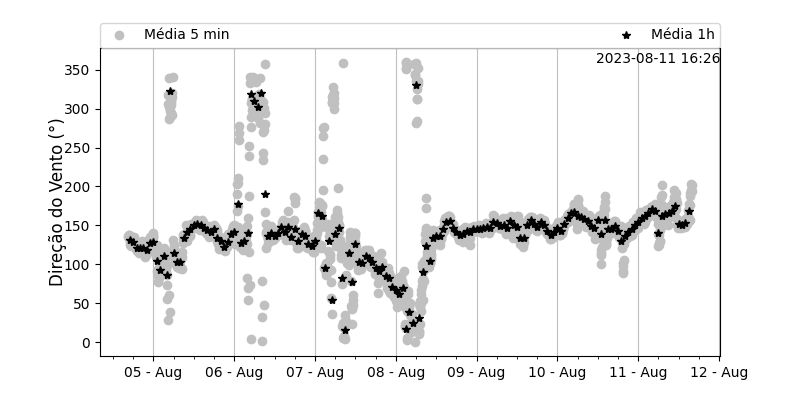 Média 5 min
Média 1h
2023-08-11 16:26
Direção do Vento (°)
350
300
250
200
150
100
50
0
05 - Aug
06 - Aug
07 - Aug
08 - Aug
09 - Aug
10 - Aug
11 - Aug
12 - Aug